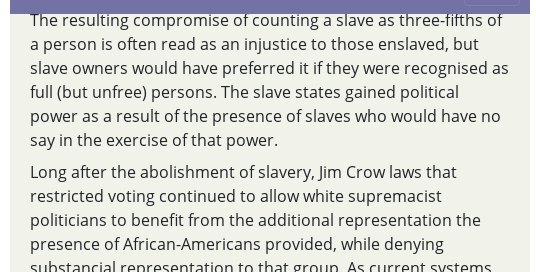 The resulting compromise of counting a slave as three-fifths of
a person is often read as an injustice to those enslaved, but
slave owners would have preferred it if they were recognised as
full (but unfree) persons. The slave states gained political
power as a result of the presence of slaves who would have no
say in the exercise of that power.
Long after the abolishment of slavery, Jim Crow laws that
restricted voting continued to allow white supremacist
politicians to benefit from the additional representation the
presence of African-Americans provided, while denying
substancial representation to that group. As current systems